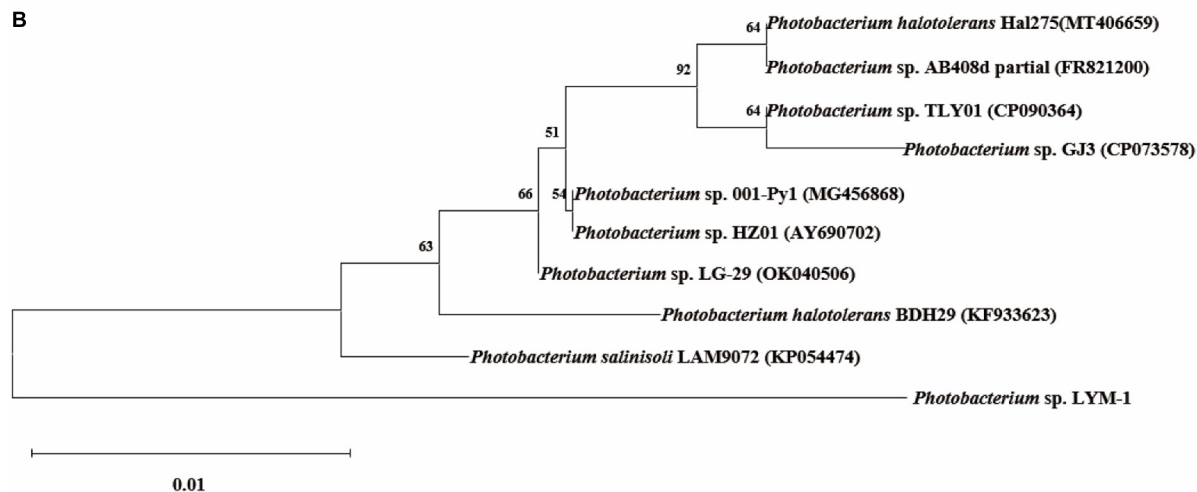 B
64 Photobacterium halotolerans Hal275(MT406659)
Photobacterium sp. AB408d partial (FR821200)
92
64 Photobacterium sp. TLY01 (CP090364)
Photobacterium sp. GJ3 (CP073578)
51
66
54 Photobacterium sp. 001-Py1 (MG456868)
Photobacterium sp. HZ01 (AY690702)
63
Photobacterium sp. LG-29 (OK040506)
Photobacterium halotolerans BDH29 (KF933623)
Photobacterium salinisoli LAM9072 (KP054474)
Photobacterium sp. LYM-1
0.01